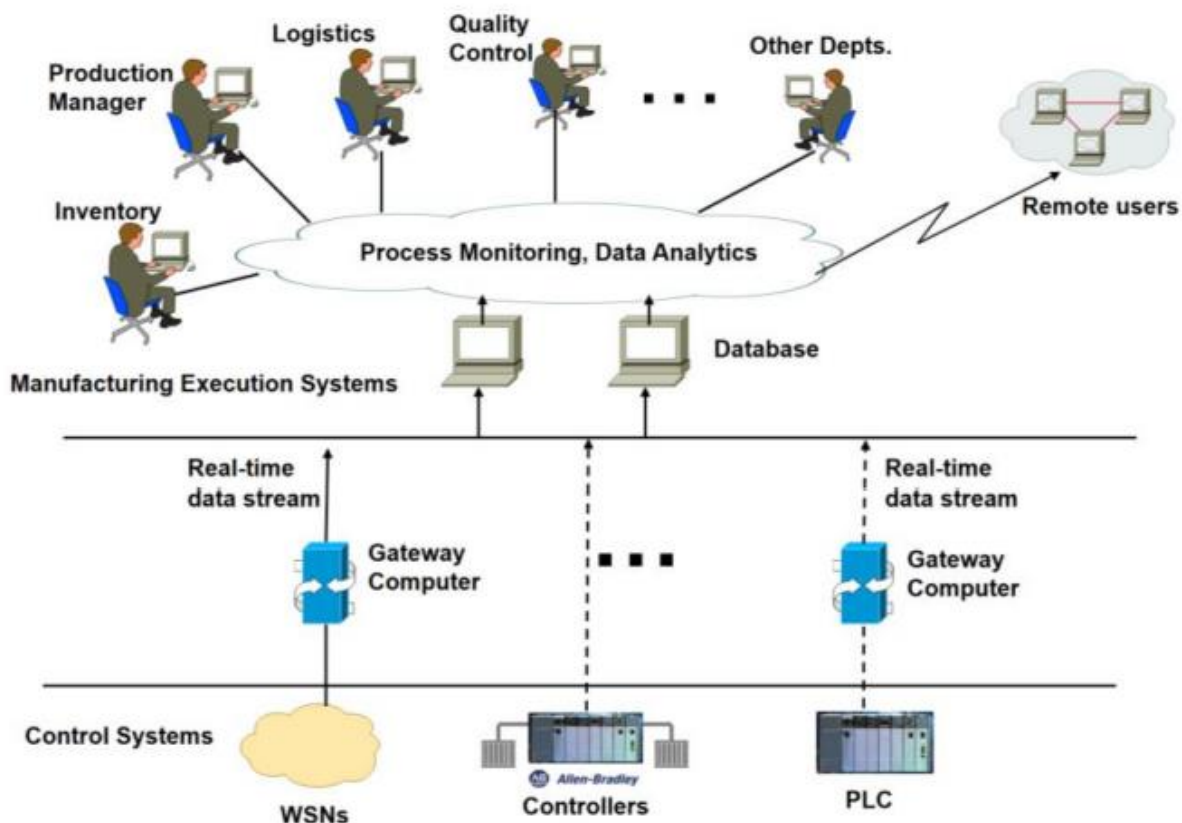 Logistics
Quality
Control
Other Depts.
Production
Manager
Inventory
Remote users
Process Monitoring, Data Analytics
Database
Manufacturing Execution Systems
Real-time
data stream
Real-time
data stream
Gateway
Computer
Gateway
Computer
Control Systems
AB Allen-Bradley
WSNs
Controllers
PLC